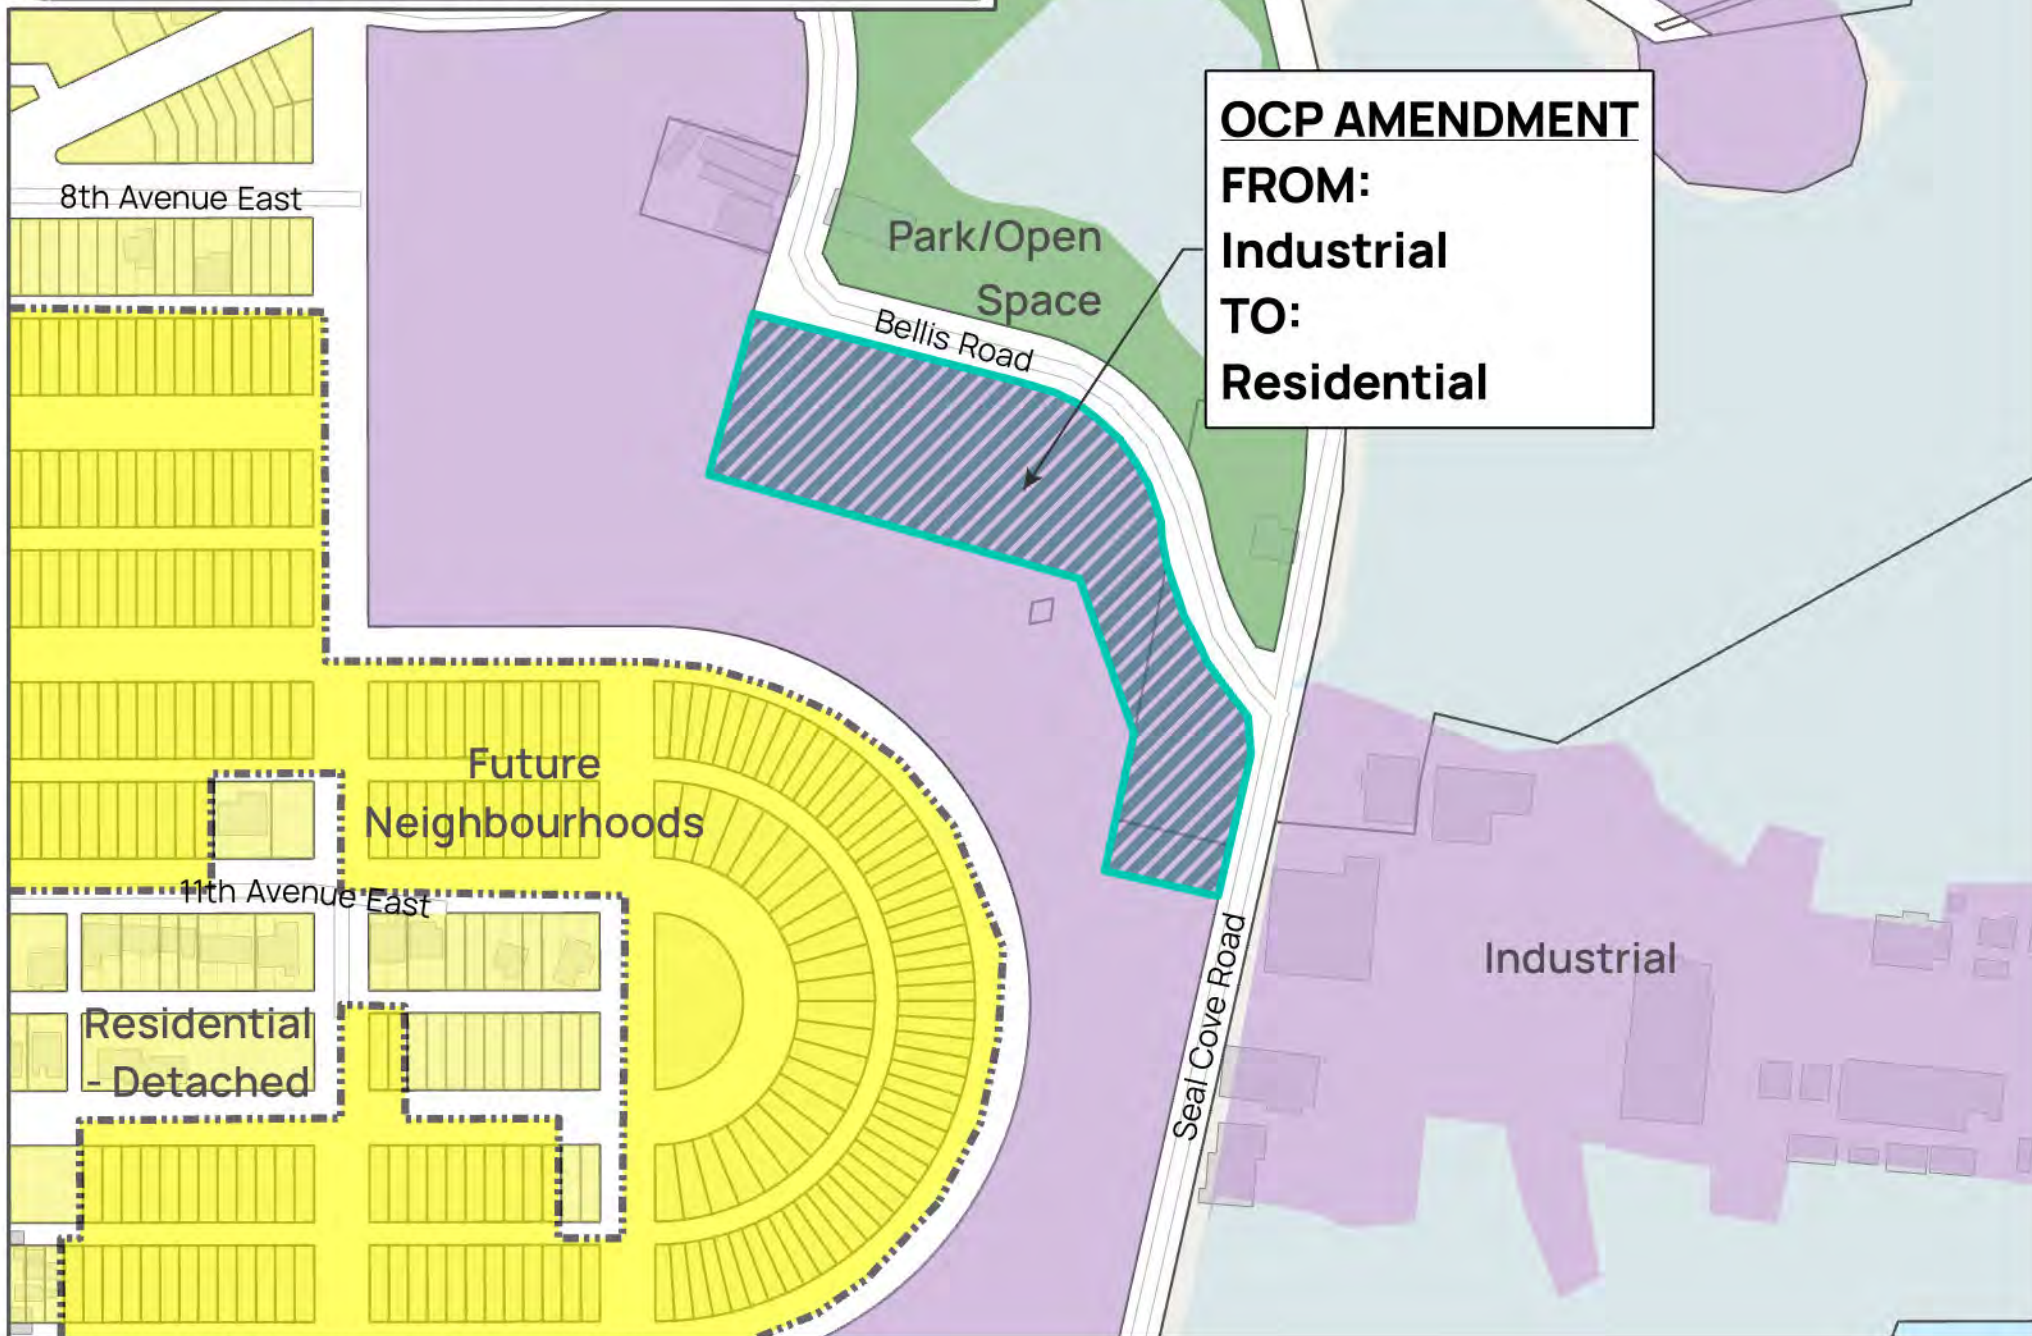 OCP AMENDMENT
FROM:
Industrial
TO:
Residential
8th Avenue East
Park/Open
Space
Bellis Road
Future
Neighbourhoods
11th Avenue East
Residential
- Detached
Industrial
Seal Cove Road